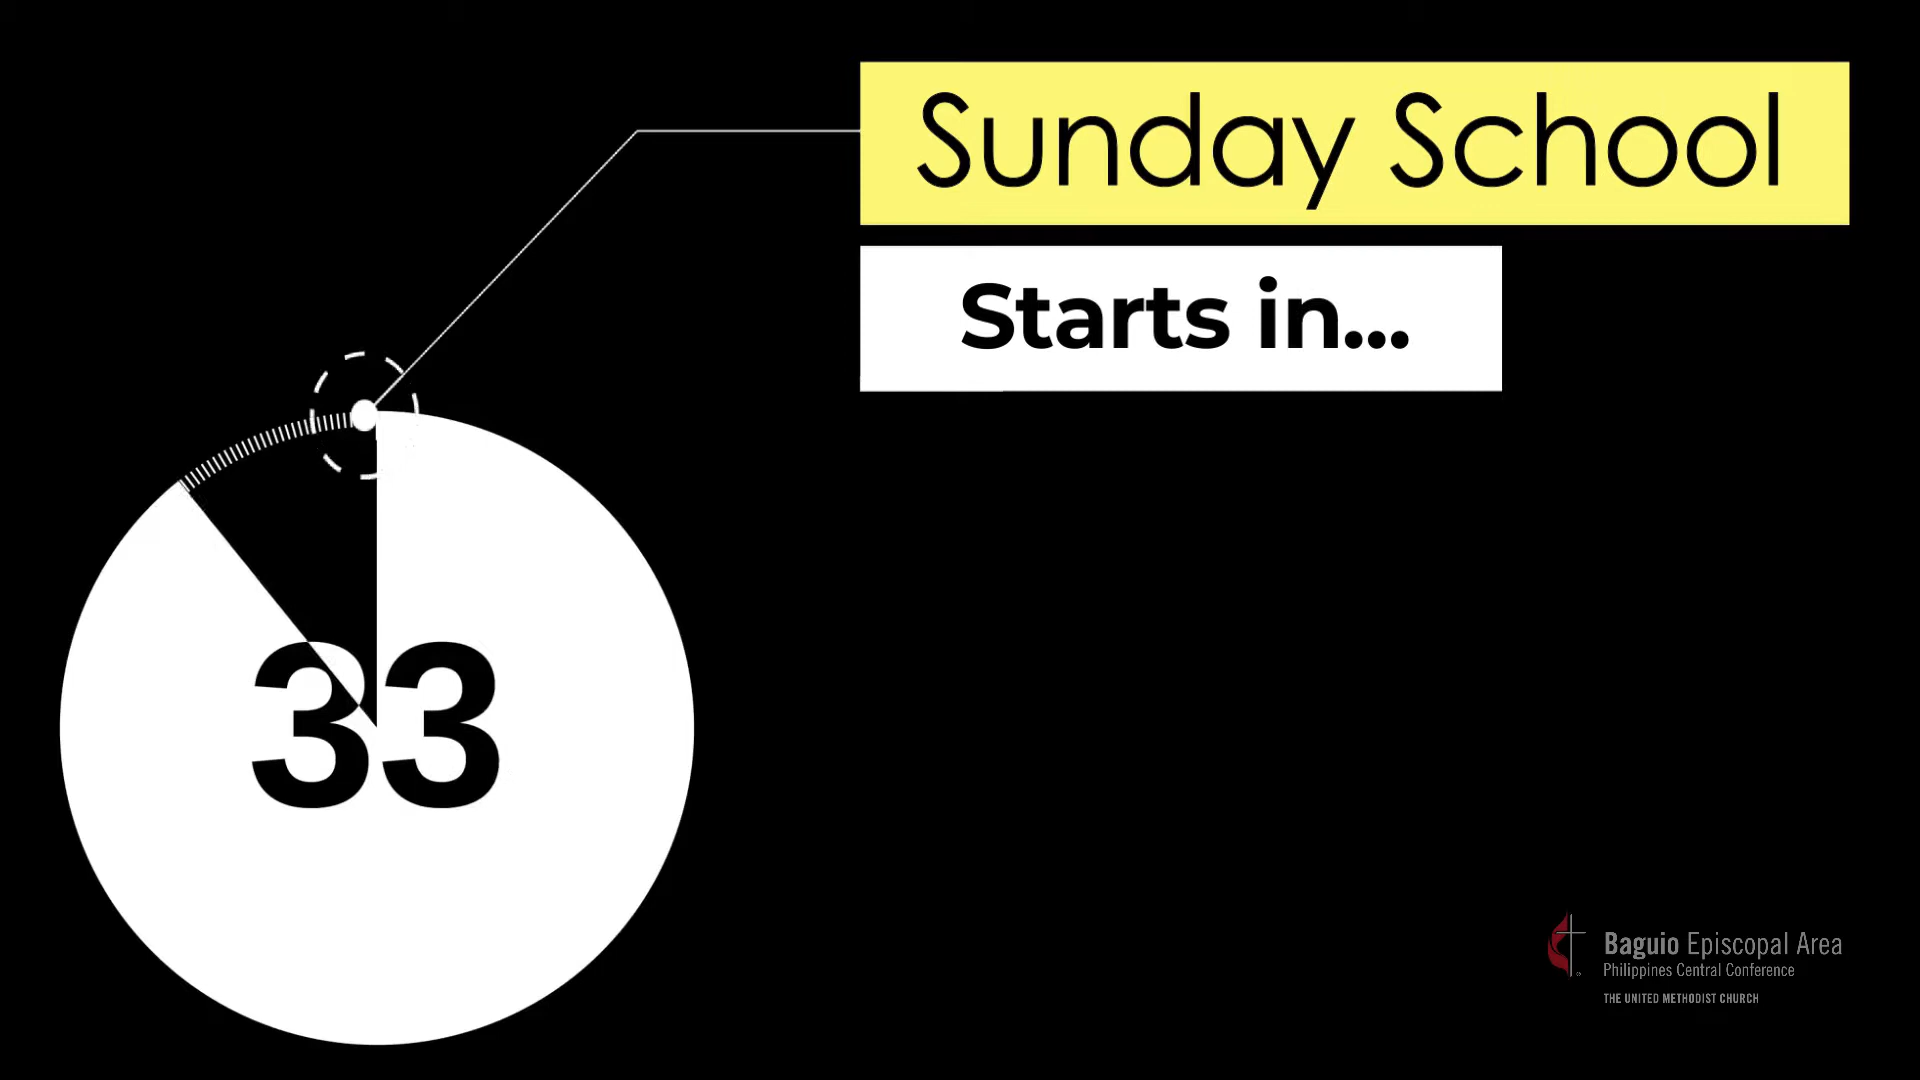 Sunday School
Starts in...
33
Baguio Episcopal Area
Philippines Central Conference
THE UNITED METHODIST CHURCH